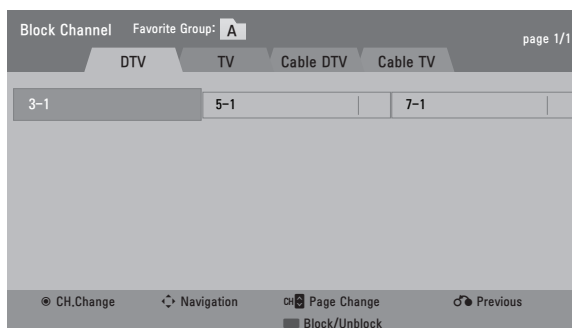 Block Channel Favorite Group: A
page 1/1
DTV TV Cable DTV Cable TV
3-1 5-1 7-1
CH.Change Navigation CH Page Change Previous
Block/Unblock